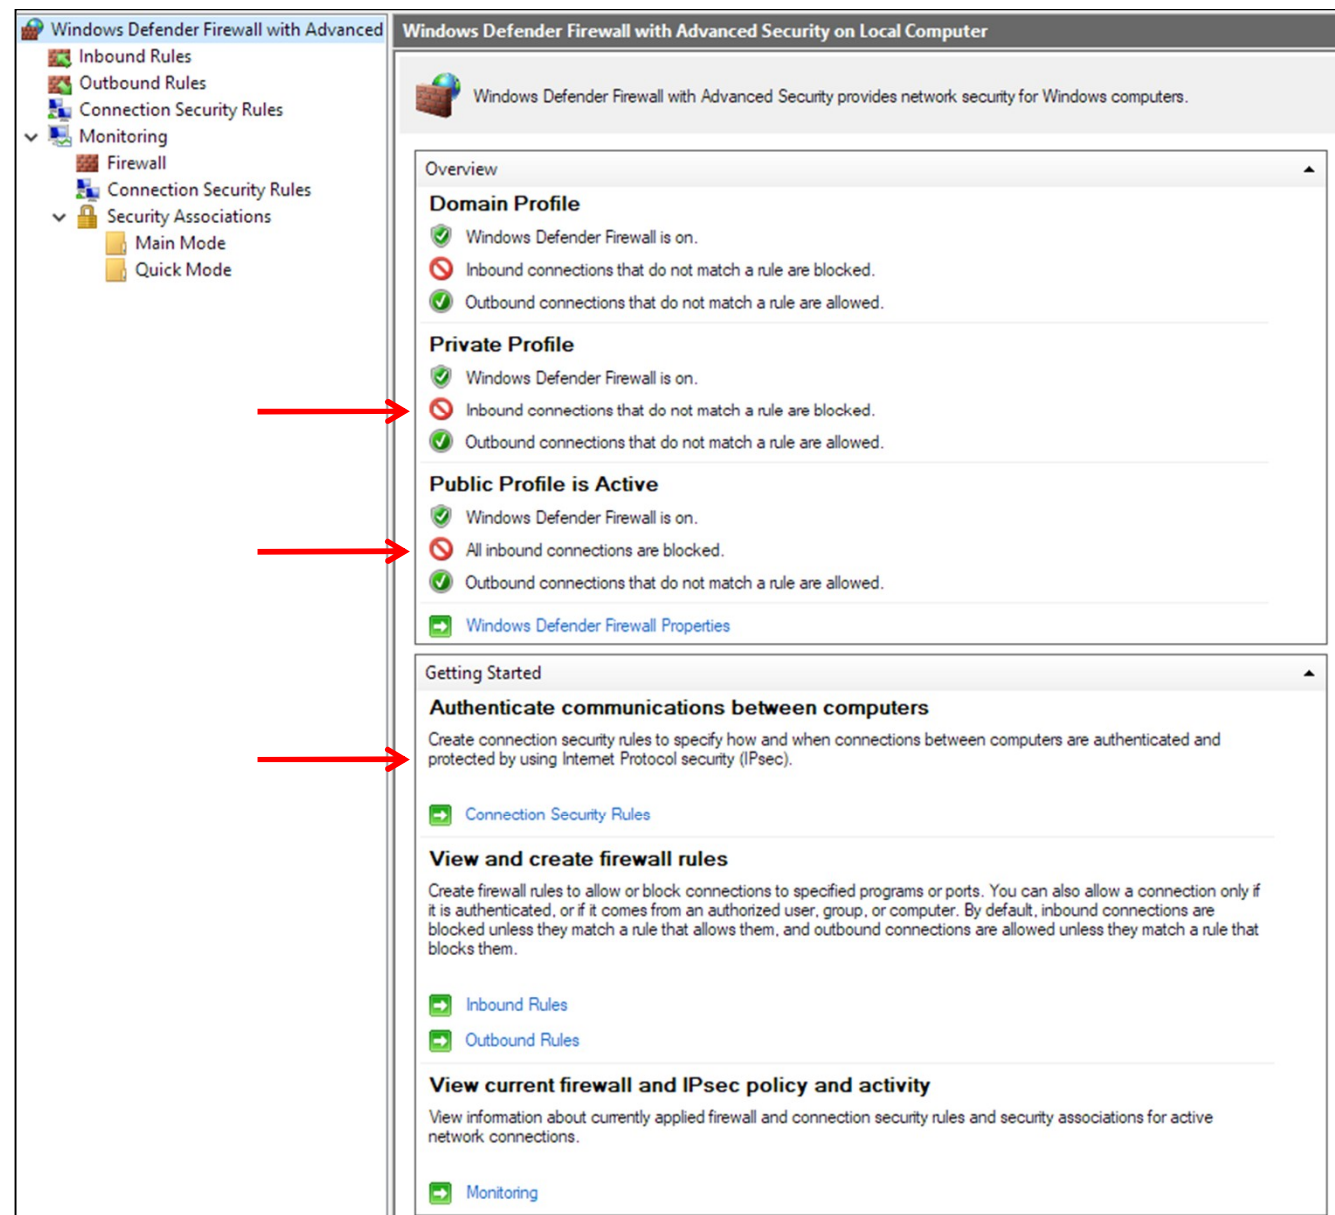 Windows Defender Firewall with Advanced
Inbound Rules
Outbound Rules
Connection Security Rules
Monitoring
Firewall
Connection Security Rules
Security Associations
Main Mode
Quick Mode
Windows Defender Firewall with Advanced Security on Local Computer
Windows Defender Firewall with Advanced Security provides network security for Windows computers.
Overview
Domain Profile
Windows Defender Firewall is on.
Inbound connections that do not match a rule are blocked.
Outbound connections that do not match a rule are allowed.
Private Profile
Windows Defender Firewall is on.
Inbound connections that do not match a rule are blocked.
Outbound connections that do not match a rule are allowed.
Public Profile is Active
Windows Defender Firewall is on.
All inbound connections are blocked.
Outbound connections that do not match a rule are allowed.
Windows Defender Firewall Properties
Getting Started
Authenticate communications between computers
Create connection security rules to specify how and when connections between computers are authenticated and
protected by using Internet Protocol security (IPsec).
Connection Security Rules
View and create firewall rules
Create firewall rules to allow or block connections to specified programs or ports. You can also allow a connection only if
it is authenticated, or if it comes from an authorized user, group, or computer. By default, inbound connections are
blocked unless they match a rule that allows them, and outbound connections are allowed unless they match a rule that
blocks them.
Inbound Rules
Outbound Rules
View current firewall and IPsec policy and activity
View information about currently applied firewall and connection security rules and security associations for active
network connections.
Monitoring